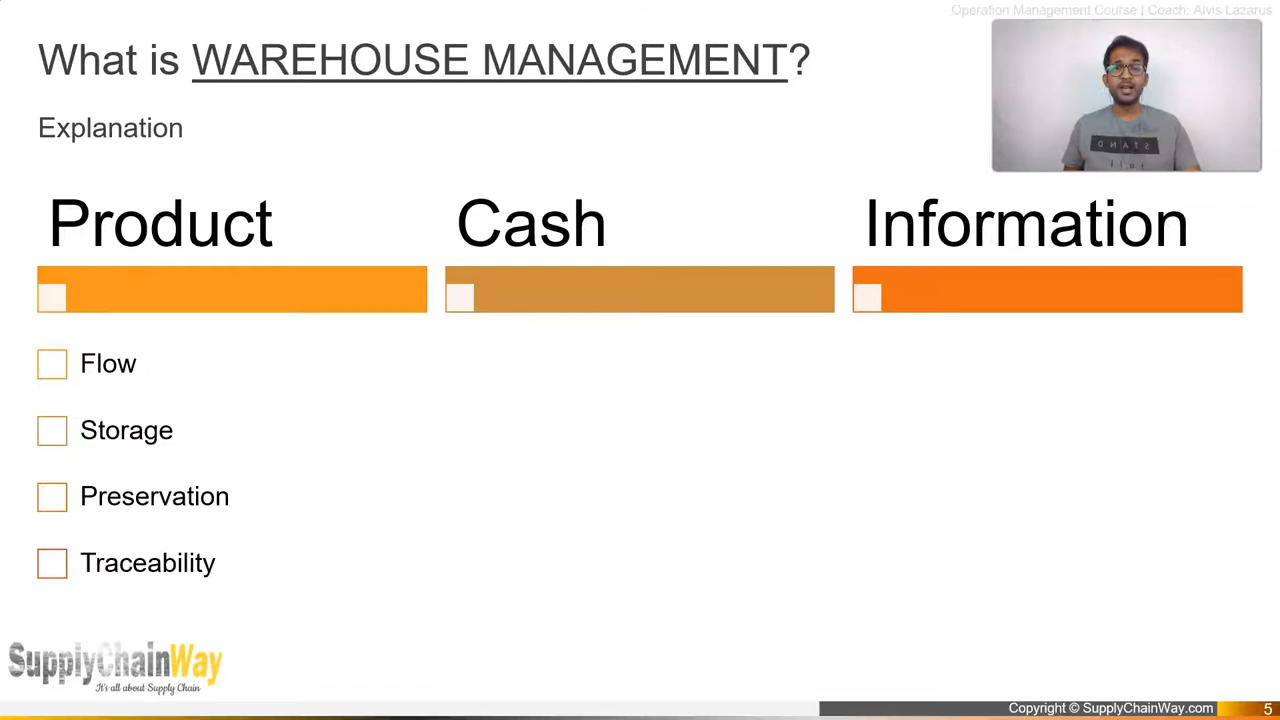 Operation Management Course | Coach: Alvis Lazarus
What is WAREHOUSE MANAGEMENT?
Explanation
Product
Cash
Information
Flow
Storage
Preservation
Traceability
SupplyChainWay
It's all about Supply Chain
Copyright © SupplyChainWay.com
5